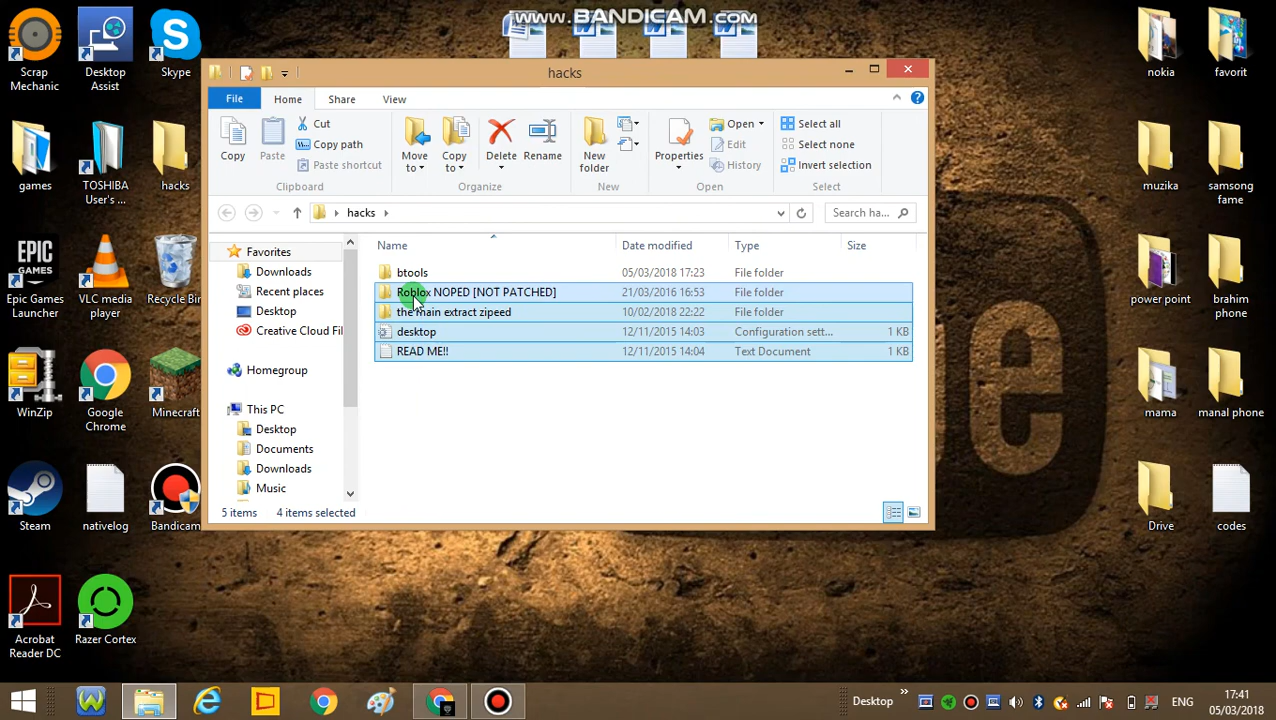 www.BANDICAM.com
Scrap Mechanic
Desktop Assist
Skype
nokia
favorit
hacks
File
Home
Share
View
Copy
Paste
Cut
Copy path
Paste shortcut
Clipboard
Move to
Copy to
Delete
Rename
Organize
New folder
New
Properties
Open
Edit
History
Open
Select all
Select none
Invert selection
Select
hacks
Search ha...
Favorites
Downloads
Recent places
Desktop
Creative Cloud Fil
Homegroup
This PC
Desktop
Documents
Downloads
Music
Name Date modified Type Size
btools 05/03/2018 17:23 File folder
Roblox NOPED [NOT PATCHED] 21/03/2016 16:53 File folder
the main extract zipeed 10/02/2018 22:22 File folder
desktop 12/11/2015 14:03 Configuration sett... 1 KB
READ ME!! 12/11/2015 14:04 Text Document 1 KB
5 items 4 items selected
games
TOSHIBA User's ...
hacks
muzika
samsong fame
Epic Games Launcher
VLC media player
Recycle Bin
power point
brahim phone
WinZip
Google Chrome
Minecraft
mama
manal phone
Steam
nativelog
Bandicam
Drive
codes
Acrobat Reader DC
Razer Cortex
Desktop
ENG
17:41
05/03/2018